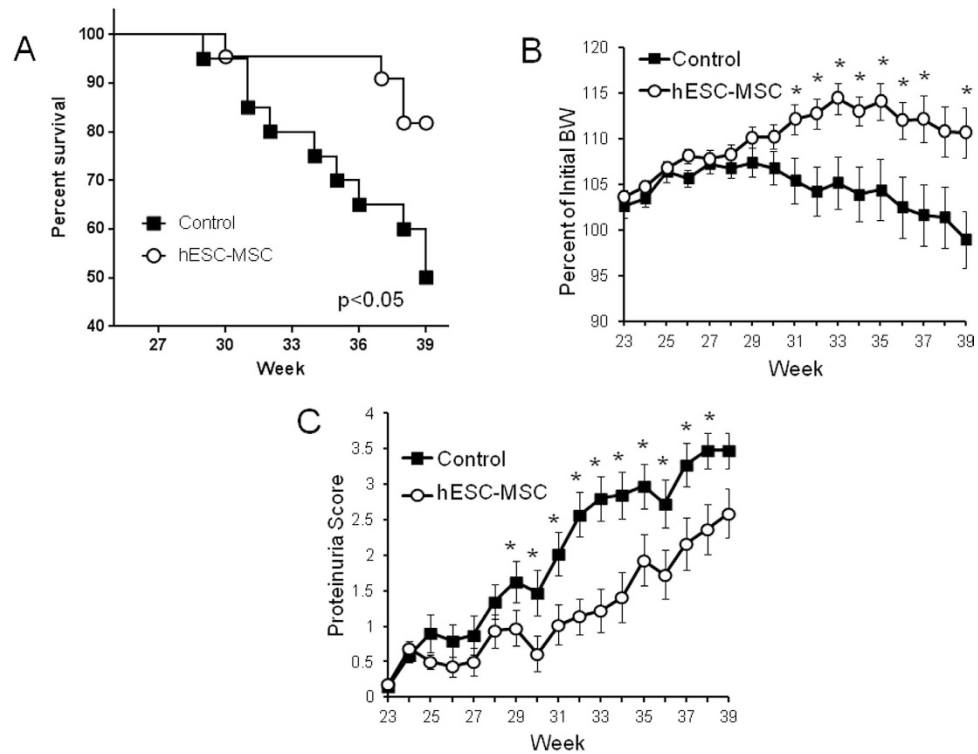 A
Percent survival
100
90
80
70
60
50
40
Control
hESC-MSC
p<0.05
27 30 33 36 39
Week
B
Percent of Initial BW
120
115
110
105
100
95
90
Control
hESC-MSC
* * * * * * * *
23 25 27 29 31 33 35 37 39
Week
C
Proteinuria Score
4
3.5
3
2.5
2
1.5
1
0.5
0
Control
hESC-MSC
* * * * * * * * * *
23 25 27 29 31 33 35 37 39
Week